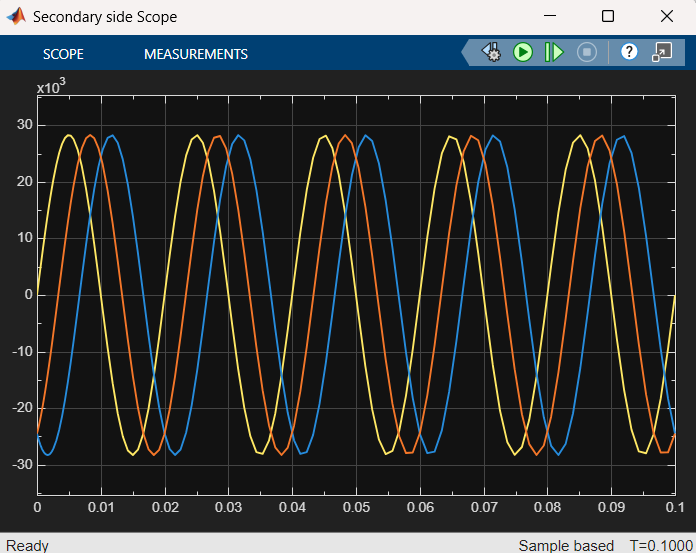 Secondary side Scope
SCOPE MEASUREMENTS ?
x10³
30
20
10
0
-10
-20
-30
0 0.01 0.02 0.03 0.04 0.05 0.06 0.07 0.08 0.09 0.1
Ready Sample based T=0.1000